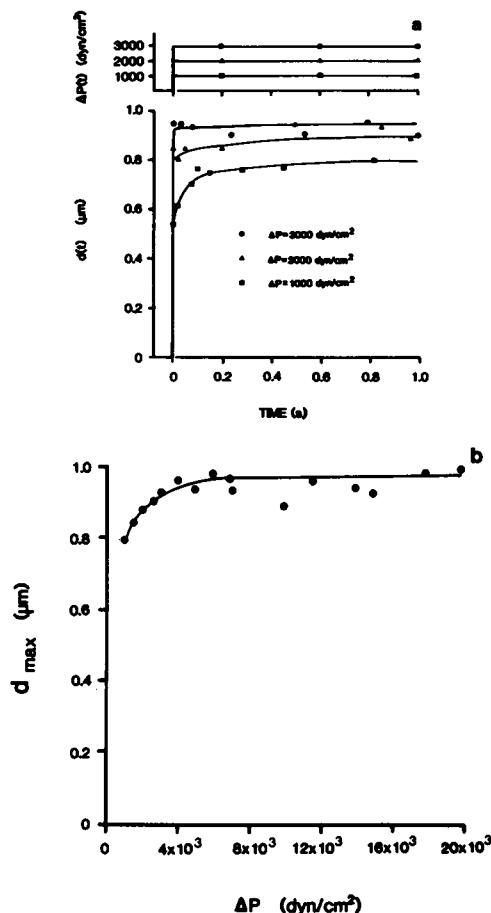 a
ΔP(t) (dyn/cm²)
3000
2000
1000
d(t) (μm)
1.0
0.8
0.6
0.4
0.2
0
ΔP=3000 dyn/cm²
ΔP=2000 dyn/cm²
ΔP=1000 dyn/cm²
0 0.2 0.4 0.6 0.8 1.0
TIME (s)
b
d max (μm)
1.0
0.8
0.6
0.4
0.2
0
0 4x10³ 8x10³ 12x10³ 16x10³ 20x10³
ΔP (dyn/cm²)